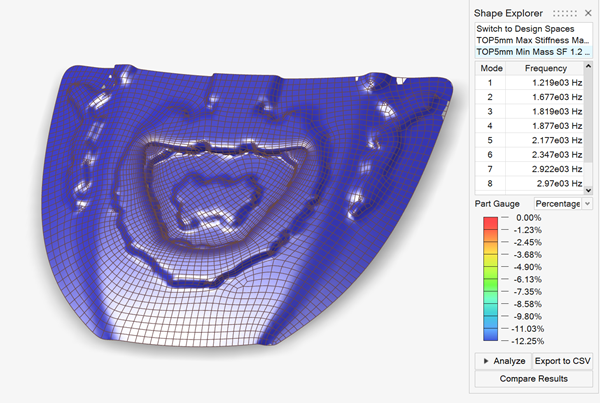 Shape Explorer
Switch to Design Spaces
TOP5mm Max Stiffness Ma...
TOP5mm Min Mass SF 1.2 ...
Mode Frequency
1 1.219e03 Hz
2 1.677e03 Hz
3 1.819e03 Hz
4 1.877e03 Hz
5 2.177e03 Hz
6 2.347e03 Hz
7 2.922e03 Hz
8 2.97e03 Hz
Part Gauge Percentage
0.00%
-1.23%
-2.45%
-3.68%
-4.90%
-6.13%
-7.35%
-8.58%
-9.80%
-11.03%
-12.25%
Analyze Export to CSV
Compare Results